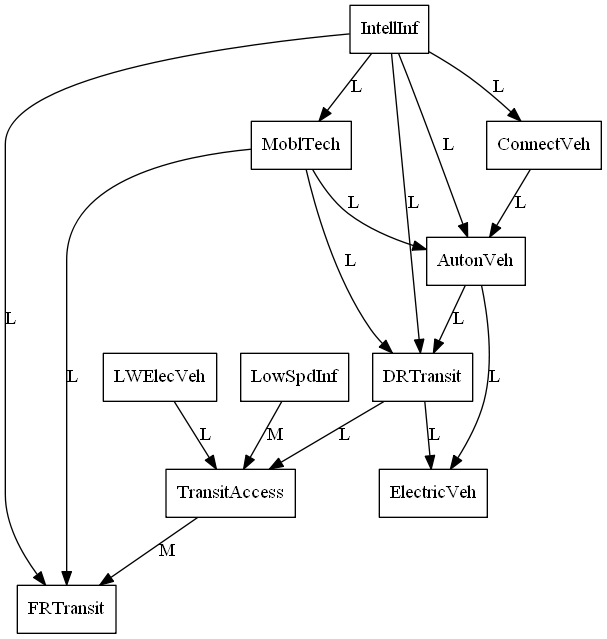 IntellInf
L
L
MoblTech
L
ConnectVeh
L
L
L
AutonVeh
L
L
L
L
LWElecVeh
LowSpdInf
DRTransit
L
L
M
L
L
TransitAccess
ElectricVeh
M
FRTransit